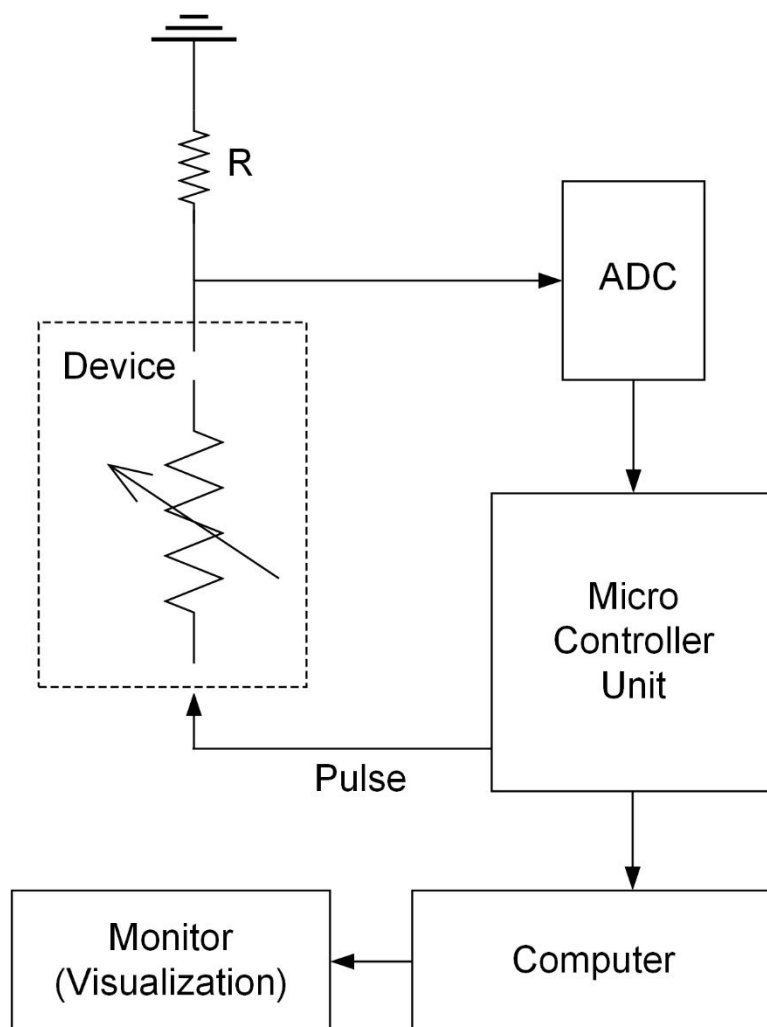 R
ADC
Device
Micro
Controller
Unit
Pulse
Monitor
(Visualization)
Computer